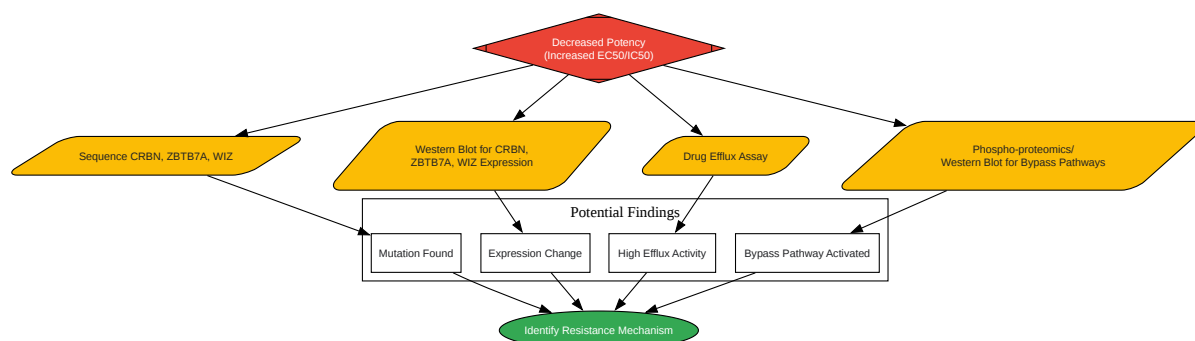 Decreased Potency
(Increased EC50/IC50)
Sequence CRBN, ZBTB7A, WIZ
Western Blot for CRBN,
ZBTB7A, WIZ Expression
Drug Efflux Assay
Phospho-proteomics/
Western Blot for Bypass Pathways
Potential Findings
Mutation Found
Expression Change
High Efflux Activity
Bypass Pathway Activated
Identify Resistance Mechanism